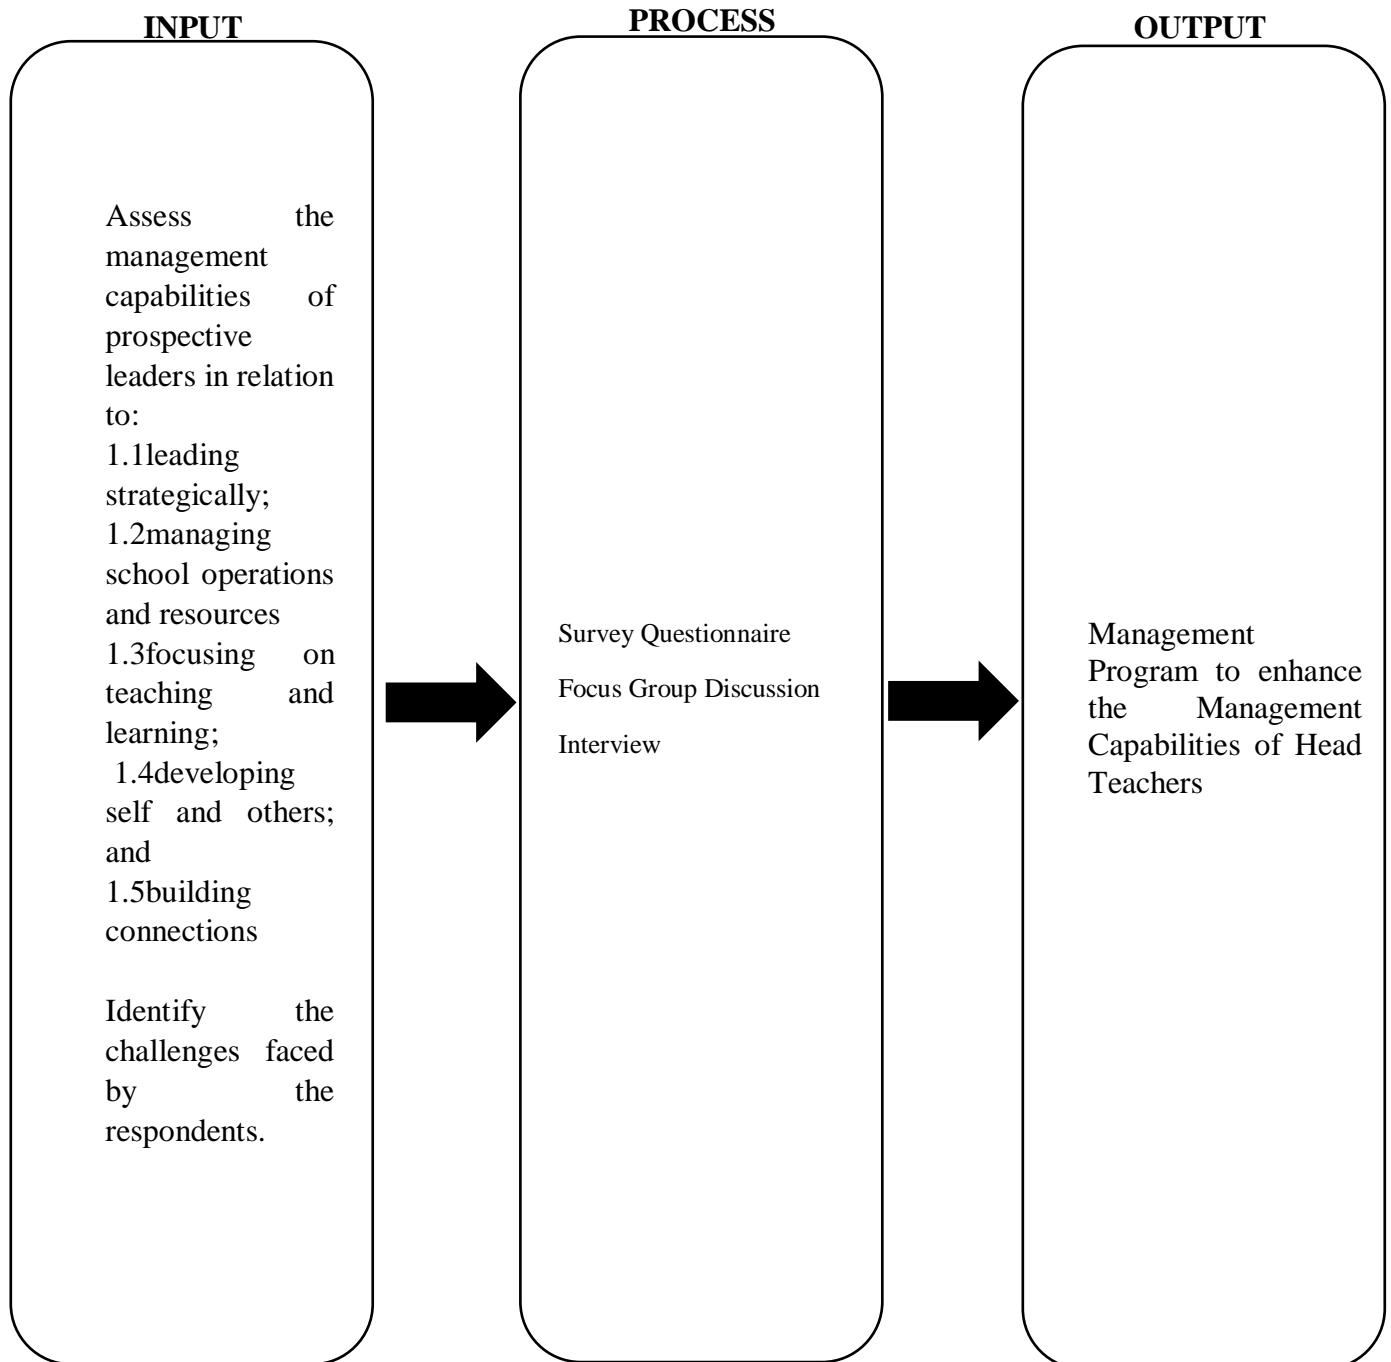 INPUT
Assess the
management
capabilities of
prospective
leaders in relation
to:
1.1leading
strategically;
1.2managing
school operations
and resources
1.3focusing on
teaching and
learning;
1.4developing
self and others;
and
1.5building
connections
Identify the
challenges faced
by the
respondents.
PROCESS
Survey Questionnaire
Focus Group Discussion
Interview
OUTPUT
Management
Program to enhance
the Management
Capabilities of Head
Teachers